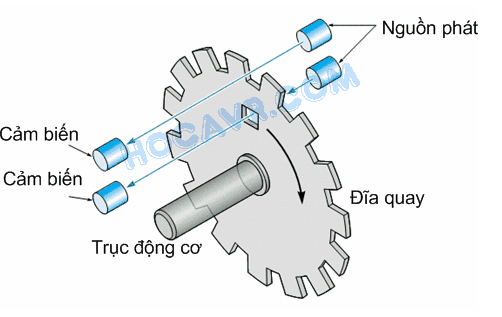 Nguồn phát
HOCAVR.COM
Cảm biến
Cảm biến
Đĩa quay
Trục động cơ